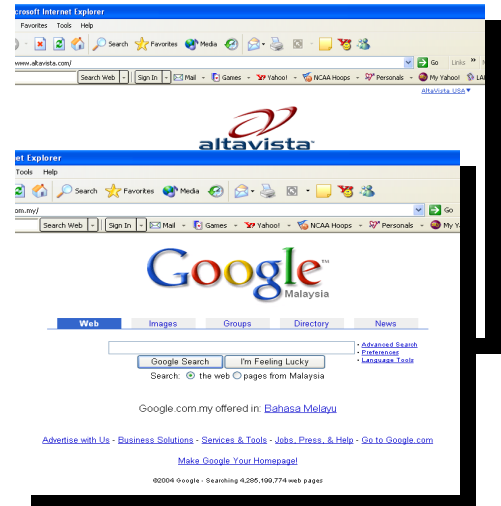 crosoft Internet Explorer
Favorites Tools Help
Search Favorites Media
www.altavista.com/ Go Links
Search Web Sign In Mail Games Yahoo! NCAA Hoops Personals My Yahoo!
AltaVista USA
altavista
et Explorer
Tools Help
Search Favorites Media
om.my/ Go
Search Web Sign In Mail Games Yahoo! NCAA Hoops Personals My Y
Google™
Malaysia
Web Images Groups Directory News
• Advanced Search
• Preferences
• Language Tools
Google Search I'm Feeling Lucky
Search: the web pages from Malaysia
Google.com.my offered in: Bahasa Melayu
Advertise with Us - Business Solutions - Services & Tools - Jobs, Press, & Help - Go to Google.com
Make Google Your Homepage!
©2004 Google - Searching 4,285,199,774 web pages